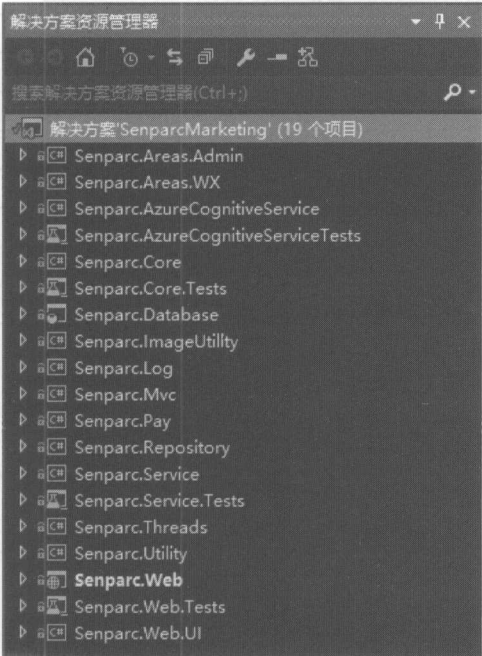 解决方案资源管理器
搜索解决方案资源管理器(Ctrl+;)
解决方案'SenparcMarketing' (19 个项目)
Senparc.Areas.Admin
Senparc.Areas.WX
Senparc.AzureCognitiveService
Senparc.AzureCognitiveServiceTests
Senparc.Core
Senparc.Core.Tests
Senparc.Database
Senparc.ImageUtility
Senparc.Log
Senparc.Mvc
Senparc.Pay
Senparc.Repository
Senparc.Service
Senparc.Service.Tests
Senparc.Threads
Senparc.Utility
Senparc.Web
Senparc.Web.Tests
Senparc.Web.UI